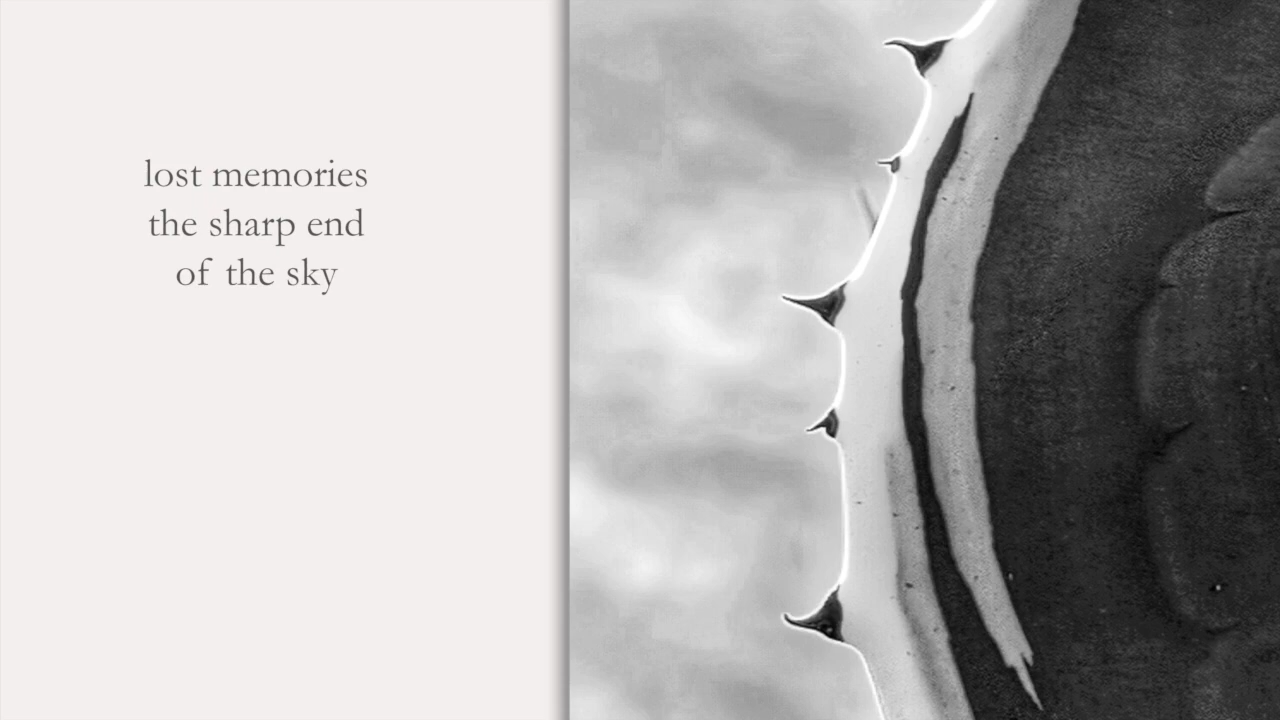 lost memories
the sharp end
of the sky